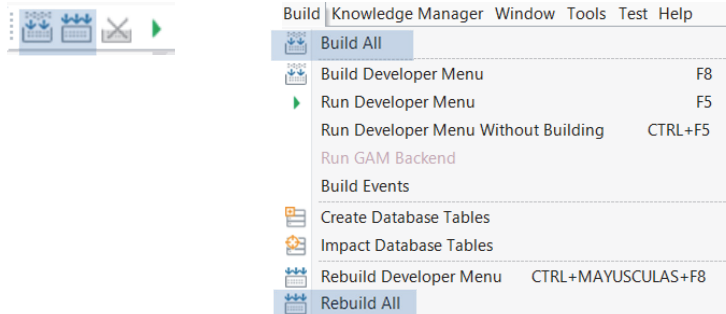 Build Knowledge Manager Window Tools Test Help
Build All
Build Developer Menu F8
Run Developer Menu F5
Run Developer Menu Without Building CTRL+F5
Run GAM Backend
Build Events
Create Database Tables
Impact Database Tables
Rebuild Developer Menu CTRL+MAYUSCULAS+F8
Rebuild All